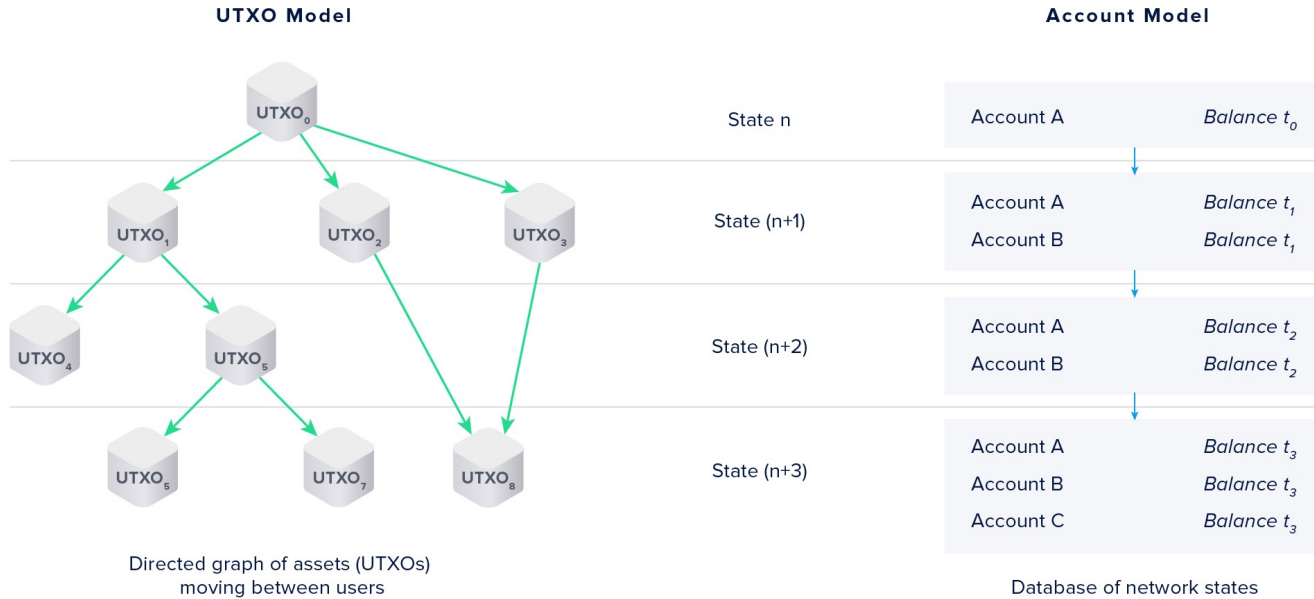 UTXO Model
Account Model
UTXO₀
State n
Account A Balance t₀
UTXO₁ UTXO₂ UTXO₃
State (n+1)
Account A Balance t₁
Account B Balance t₁
UTXO₄ UTXO₅
State (n+2)
Account A Balance t₂
Account B Balance t₂
UTXO₅ UTXO₇ UTXO₈
State (n+3)
Account A Balance t₃
Account B Balance t₃
Account C Balance t₃
Directed graph of assets (UTXOs)
moving between users
Database of network states